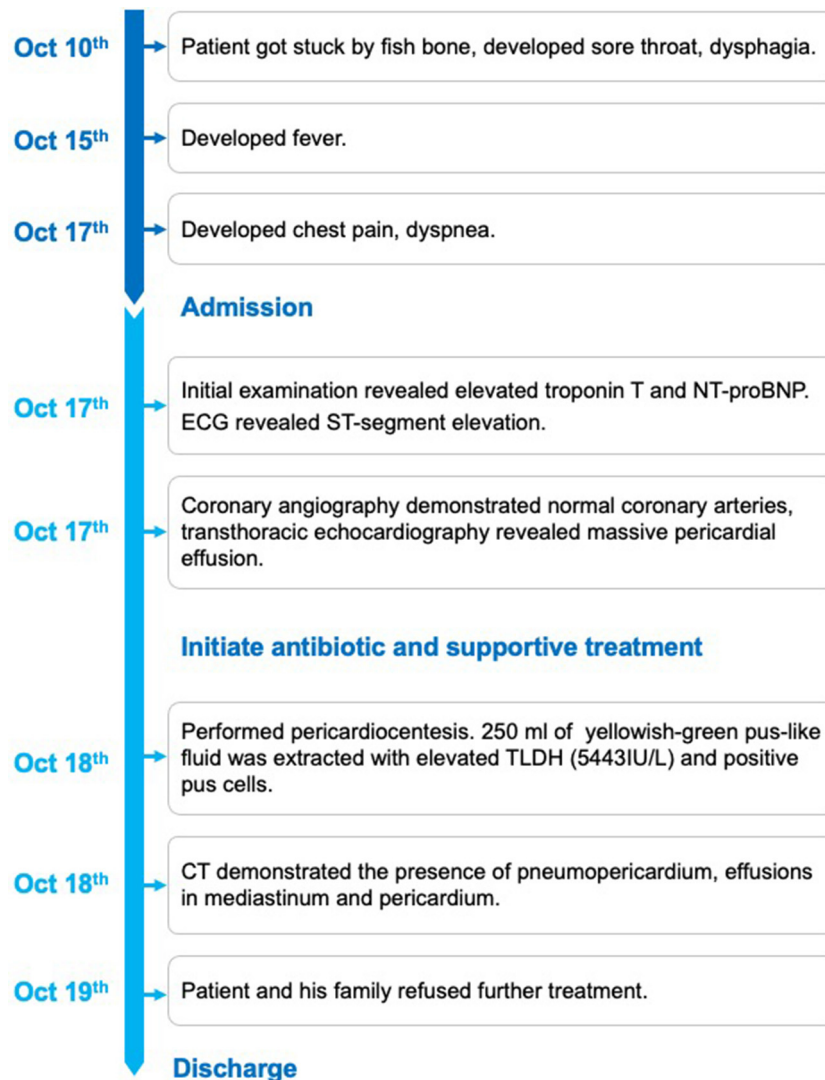 Oct 10th
Patient got stuck by fish bone, developed sore throat, dysphagia.
Oct 15th
Developed fever.
Oct 17th
Developed chest pain, dyspnea.
Admission
Oct 17th
Initial examination revealed elevated troponin T and NT-proBNP.
ECG revealed ST-segment elevation.
Oct 17th
Coronary angiography demonstrated normal coronary arteries,
transthoracic echocardiography revealed massive pericardial
effusion.
Initiate antibiotic and supportive treatment
Oct 18th
Performed pericardiocentesis. 250 ml of yellowish-green pus-like
fluid was extracted with elevated TLDH (5443IU/L) and positive
pus cells.
Oct 18th
CT demonstrated the presence of pneumopericardium, effusions
in mediastinum and pericardium.
Oct 19th
Patient and his family refused further treatment.
Discharge